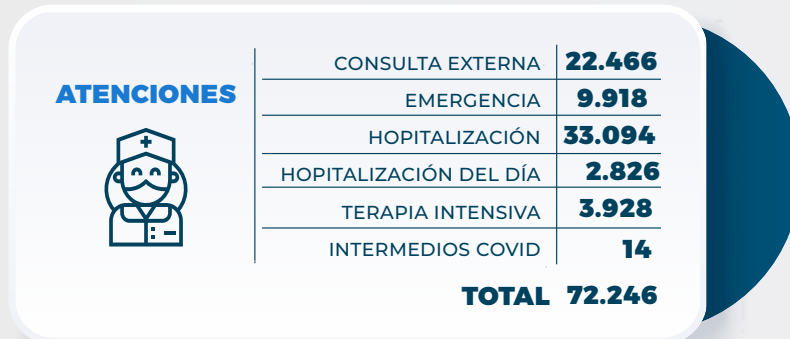 ATENCIONES
CONSULTA EXTERNA 22.466
EMERGENCIA 9.918
HOPITALIZACIÓN 33.094
HOPITALIZACIÓN DEL DÍA 2.826
TERAPIA INTENSIVA 3.928
INTERMEDIOS COVID 14
TOTAL 72.246